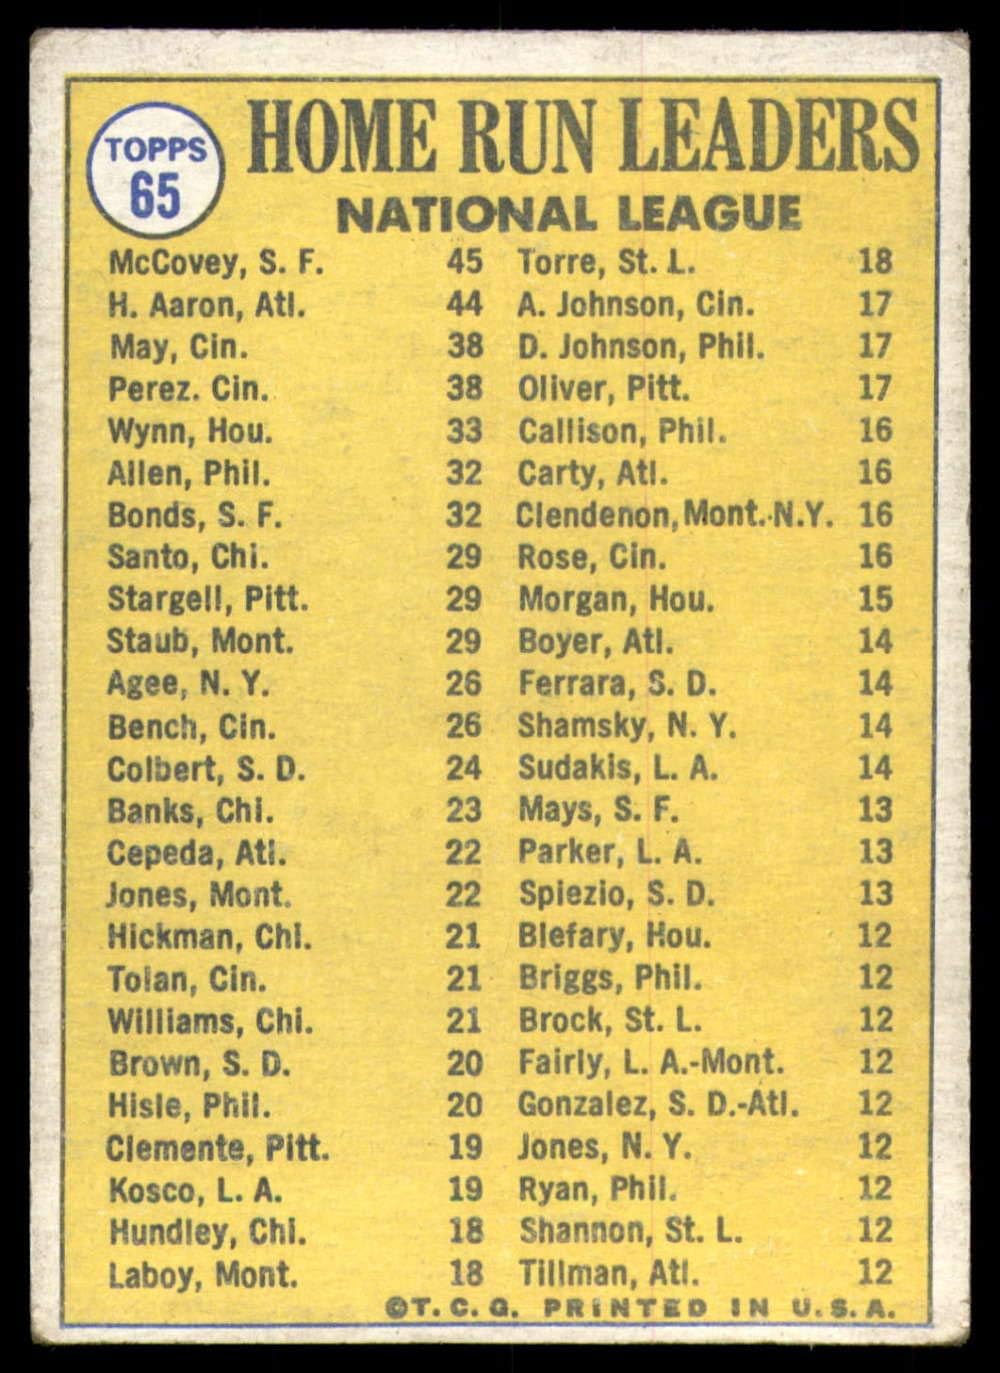 TOPPS
65
HOME RUN LEADERS
NATIONAL LEAGUE
McCovey, S. F. 45
H. Aaron, Atl. 44
May, Cin. 38
Perez. Cin. 38
Wynn, Hou. 33
Allen, Phil. 32
Bonds, S. F. 32
Santo, Chi. 29
Stargell, Pitt. 29
Staub, Mont. 29
Agee, N. Y. 26
Bench, Cin. 26
Colbert, S. D. 24
Banks, Chi. 23
Cepeda, Atl. 22
Jones, Mont. 22
Hickman, Chi. 21
Tolan, Cin. 21
Williams, Chi. 21
Brown, S. D. 20
Hisle, Phil. 20
Clemente, Pitt. 19
Kosco, L. A. 19
Hundley, Chi. 18
Laboy, Mont. 18
Torre, St. L. 18
A. Johnson, Cin. 17
D. Johnson, Phil. 17
Oliver, Pitt. 17
Callison, Phil. 16
Carty, Atl. 16
Clendenon, Mont.-N.Y. 16
Rose, Cin. 16
Morgan, Hou. 15
Boyer, Atl. 14
Ferrara, S. D. 14
Shamsky, N. Y. 14
Sudakis, L. A. 14
Mays, S. F. 13
Parker, L. A. 13
Spiezio, S. D. 13
Blefary, Hou. 12
Briggs, Phil. 12
Brock, St. L. 12
Fairly, L. A.-Mont. 12
Gonzalez, S. D.-Atl. 12
Jones, N. Y. 12
Ryan, Phil. 12
Shannon, St. L. 12
Tillman, Atl. 12
©T. C. G. PRINTED IN U. S. A.